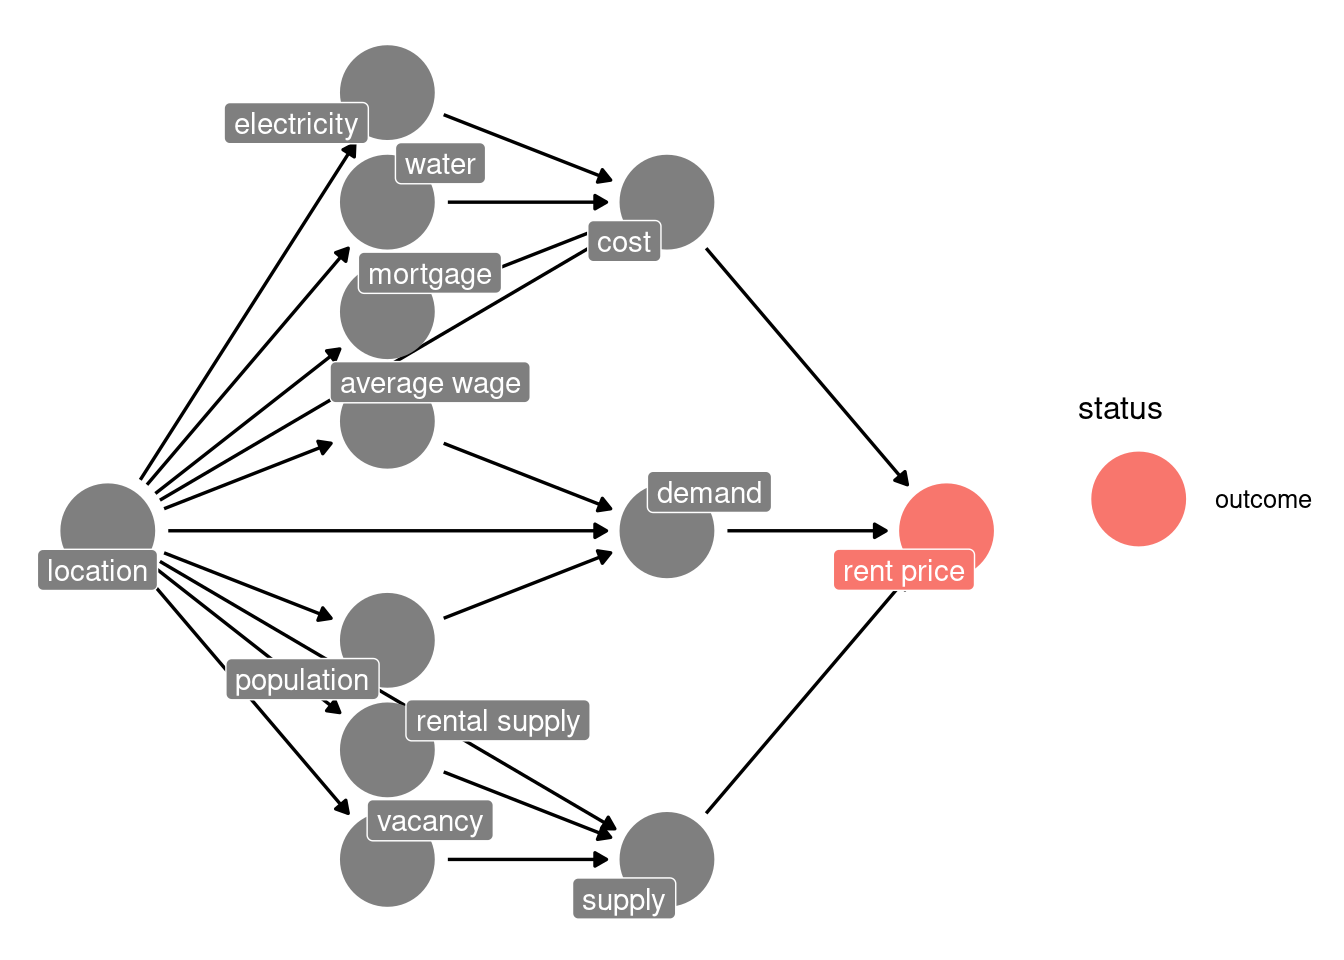 electricity
water
cost
mortgage
average wage
status
demand
outcome
location
rent price
population
rental supply
vacancy
supply